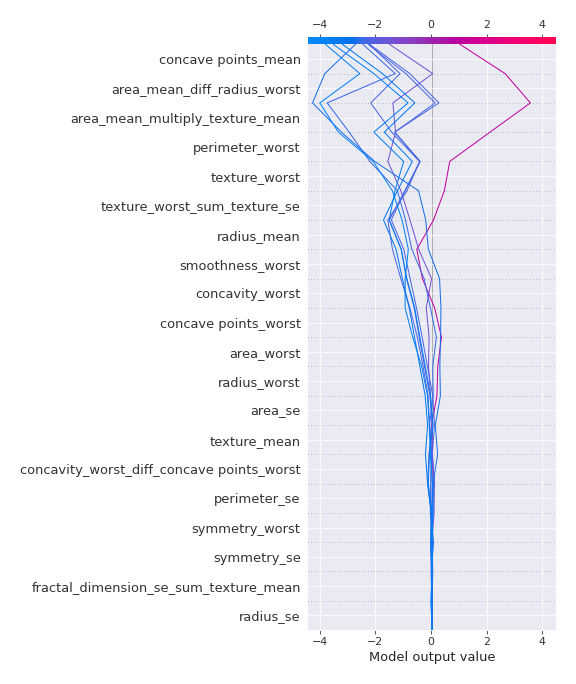 −4 −2 0 2 4
concave points_mean
area_mean_diff_radius_worst
area_mean_multiply_texture_mean
perimeter_worst
texture_worst
texture_worst_sum_texture_se
radius_mean
smoothness_worst
concavity_worst
concave points_worst
area_worst
radius_worst
area_se
texture_mean
concavity_worst_diff_concave points_worst
perimeter_se
symmetry_worst
symmetry_se
fractal_dimension_se_sum_texture_mean
radius_se
−4 −2 0 2 4
Model output value